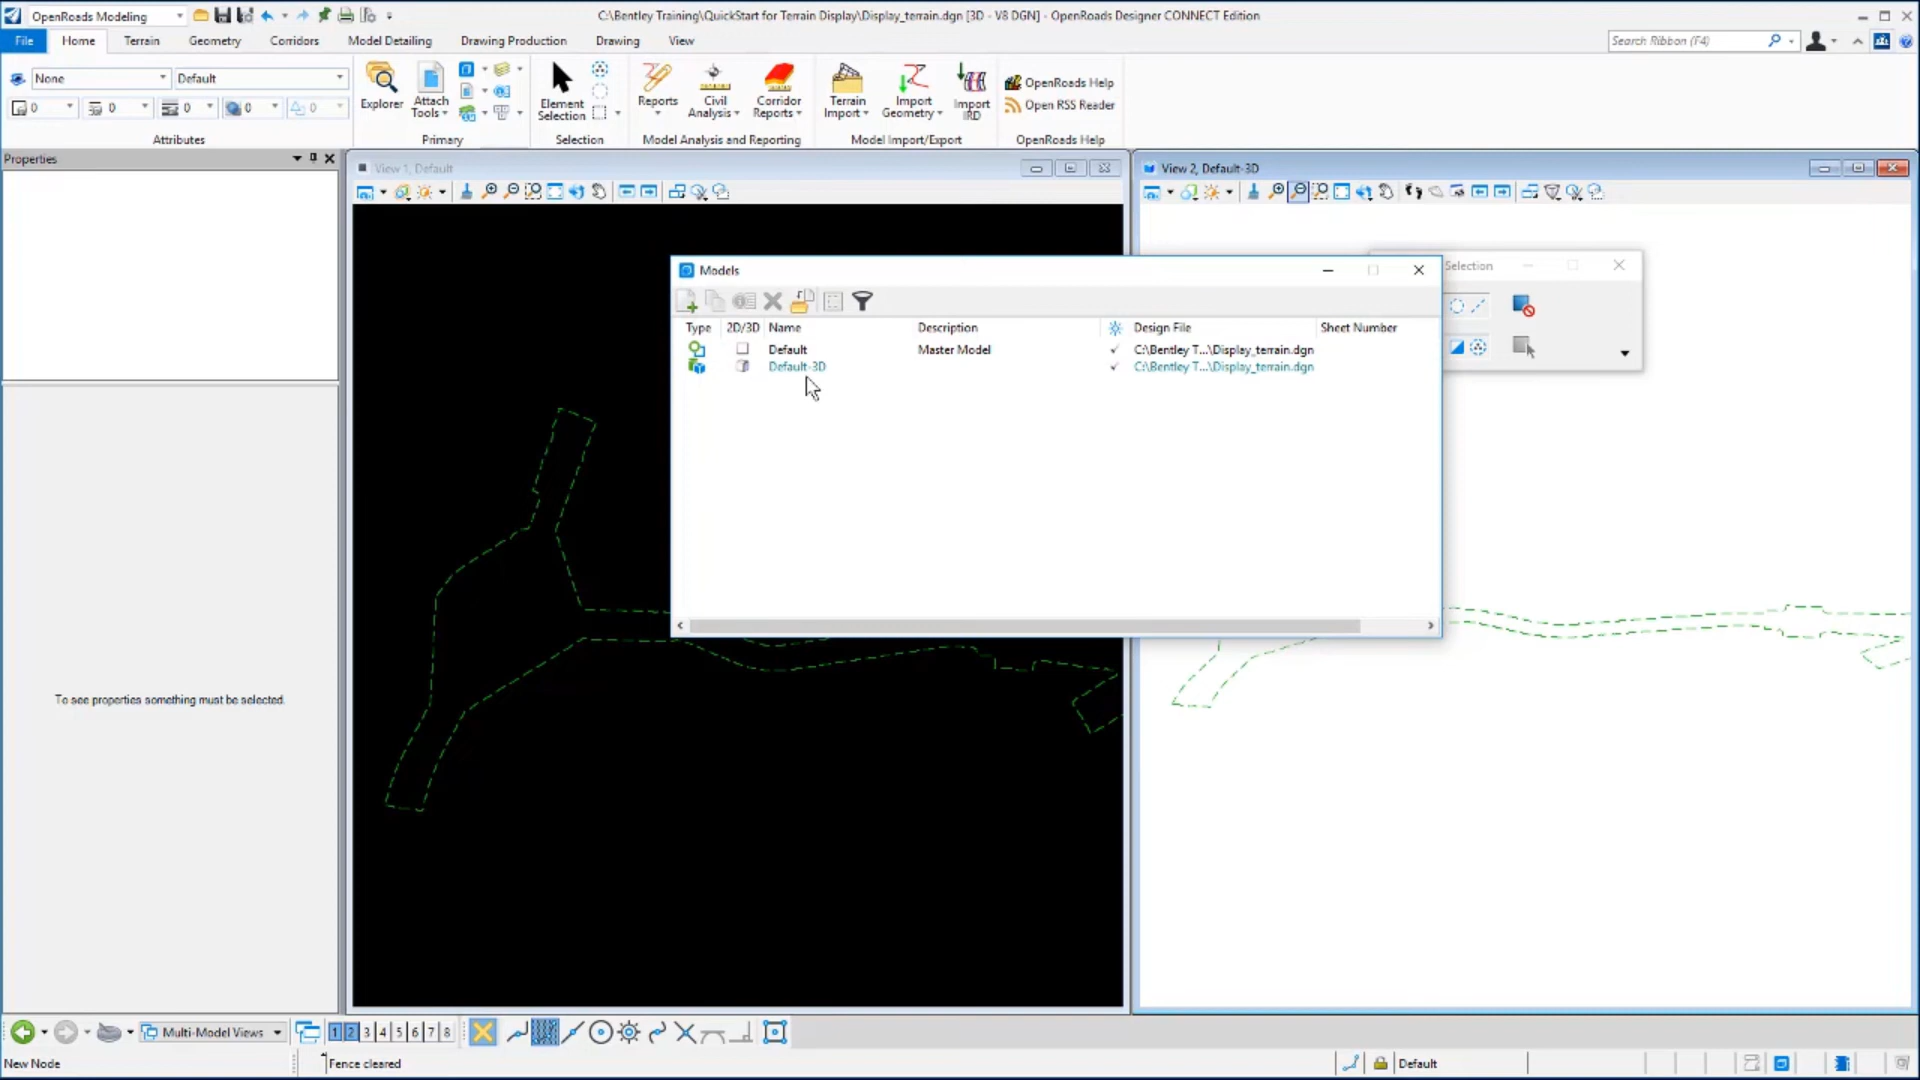 OpenRoads Modeling
C:\Bentley Training\QuickStart for Terrain Display\Display_terrain.dgn [3D - V8 DGN] - OpenRoads Designer CONNECT Edition
File Home Terrain Geometry Corridors Model Detailing Drawing Production Drawing View
Search Ribbon (F4)
None Default
0 0 0 0 0
Explorer Attach Tools
Element Selection
Reports Civil Analysis Corridor Reports
Terrain Import Import Geometry Import IRD
OpenRoads Help
Open RSS Reader
Attributes Primary Selection Model Analysis and Reporting Model Import/Export OpenRoads Help
Properties
View 1, Default
View 2, Default-3D
Models
Selection
Type 2D/3D Name Description Design File Sheet Number
Default Master Model C:\Bentley T...\Display_terrain.dgn
Default-3D C:\Bentley T...\Display_terrain.dgn
To see properties something must be selected.
Multi-Model Views 1 2 3 4 5 6 7 8
New Node Fence cleared Default